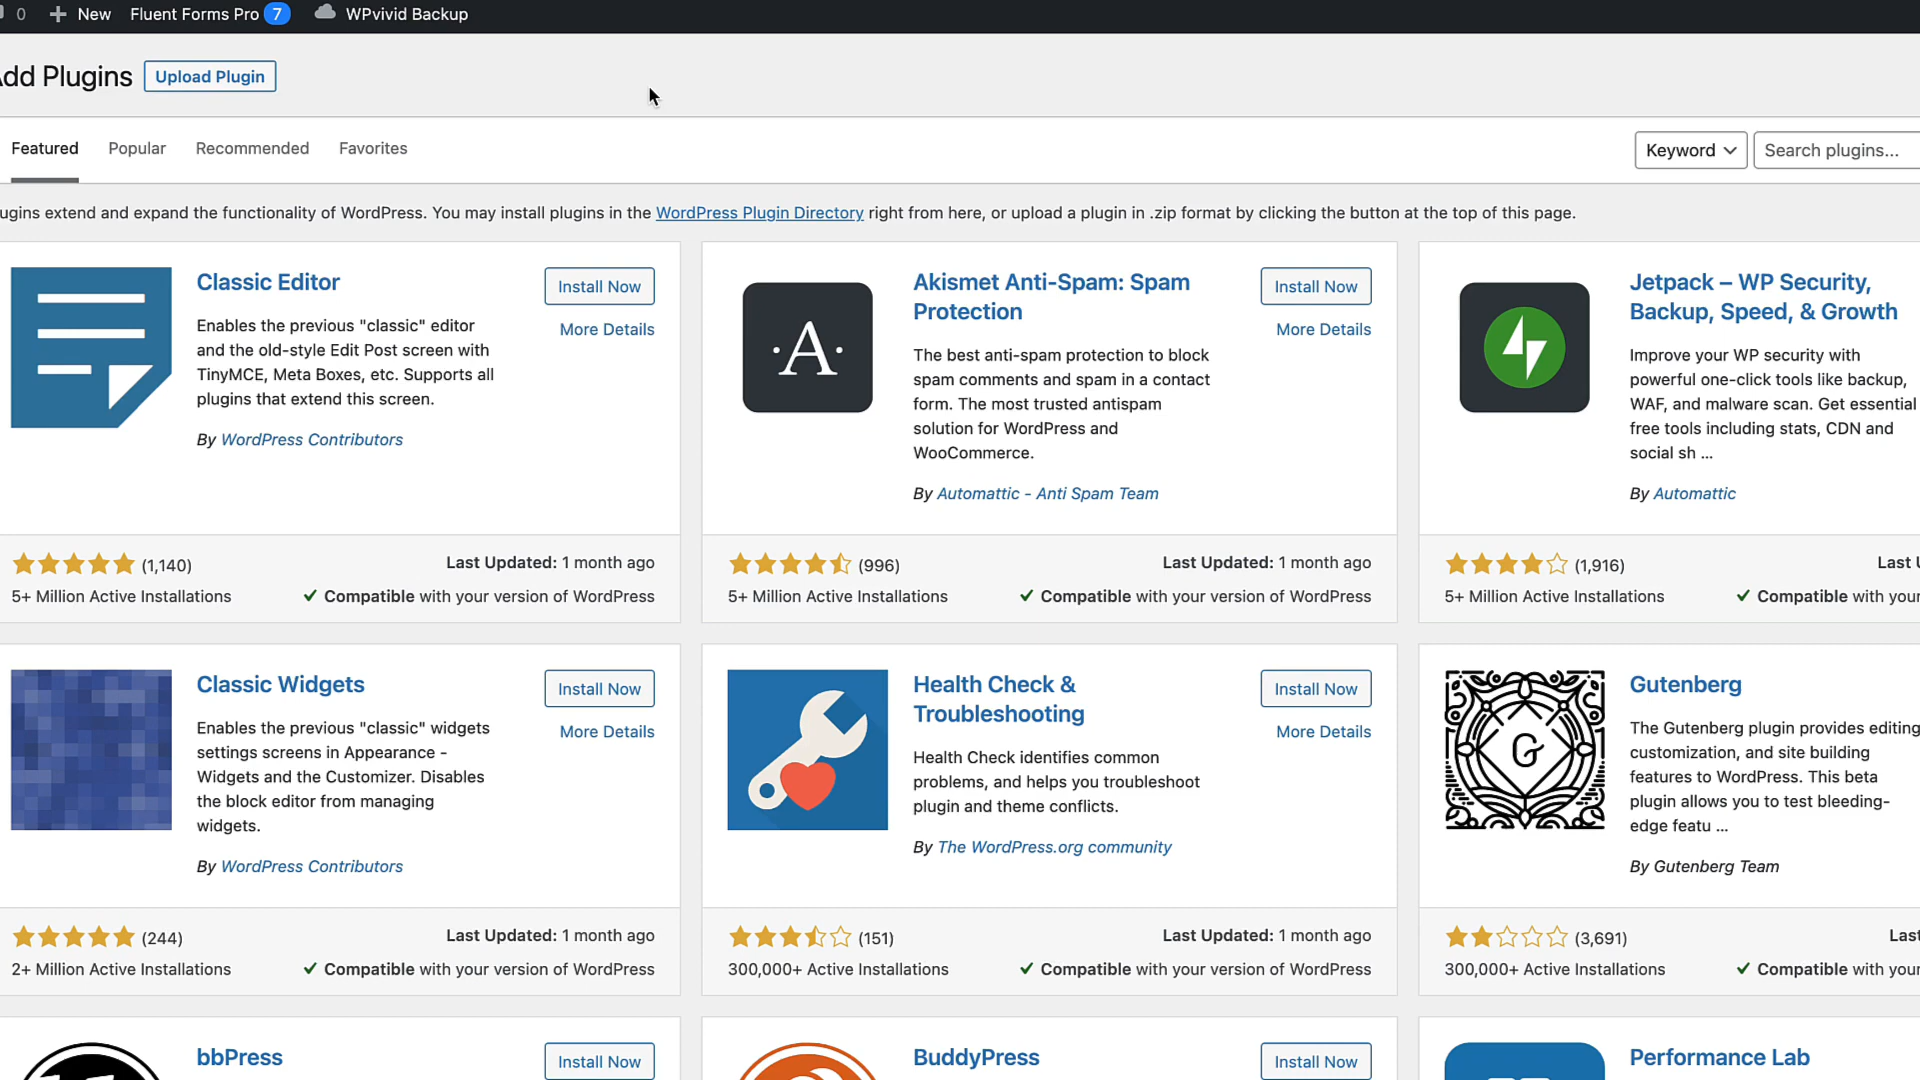 0 New Fluent Forms Pro 7 WPvivid Backup
dd Plugins Upload Plugin
Featured Popular Recommended Favorites Keyword Search plugins...
ugins extend and expand the functionality of WordPress. You may install plugins in the WordPress Plugin Directory right from here, or upload a plugin in .zip format by clicking the button at the top of this page.
Classic Editor
Install Now
More Details
Enables the previous "classic" editor
and the old-style Edit Post screen with
TinyMCE, Meta Boxes, etc. Supports all
plugins that extend this screen.
By WordPress Contributors
(1,140)
Last Updated: 1 month ago
5+ Million Active Installations
Compatible with your version of WordPress
·A·
Akismet Anti-Spam: Spam
Protection
Install Now
More Details
The best anti-spam protection to block
spam comments and spam in a contact
form. The most trusted antispam
solution for WordPress and
WooCommerce.
By Automattic - Anti Spam Team
(996)
Last Updated: 1 month ago
5+ Million Active Installations
Compatible with your version of WordPress
Jetpack – WP Security,
Backup, Speed, & Growth
Improve your WP security with
powerful one-click tools like backup,
WAF, and malware scan. Get essential
free tools including stats, CDN and
social sh ...
By Automattic
(1,916)
Last U
5+ Million Active Installations
Compatible with your
Classic Widgets
Install Now
More Details
Enables the previous "classic" widgets
settings screens in Appearance -
Widgets and the Customizer. Disables
the block editor from managing
widgets.
By WordPress Contributors
(244)
Last Updated: 1 month ago
2+ Million Active Installations
Compatible with your version of WordPress
Health Check &
Troubleshooting
Install Now
More Details
Health Check identifies common
problems, and helps you troubleshoot
plugin and theme conflicts.
By The WordPress.org community
(151)
Last Updated: 1 month ago
300,000+ Active Installations
Compatible with your version of WordPress
G
Gutenberg
The Gutenberg plugin provides editing
customization, and site building
features to WordPress. This beta
plugin allows you to test bleeding-
edge featu ...
By Gutenberg Team
(3,691)
Last
300,000+ Active Installations
Compatible with your
bbPress
Install Now
BuddyPress
Install Now
Performance Lab